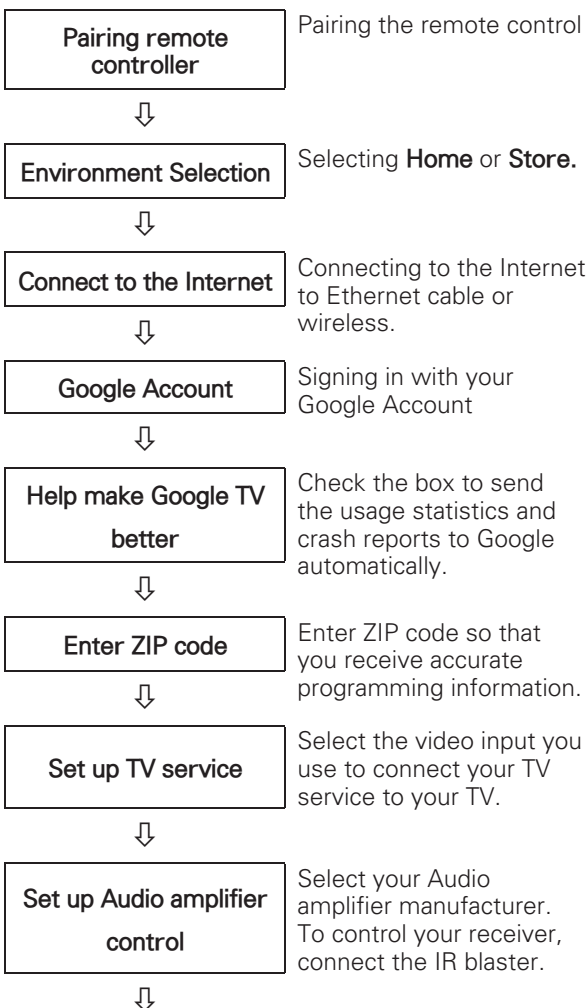 Pairing remote
controller
Pairing the remote control
⇩
Environment Selection
Selecting Home or Store.
⇩
Connect to the Internet
Connecting to the Internet
to Ethernet cable or
wireless.
⇩
Google Account
Signing in with your
Google Account
⇩
Help make Google TV
better
Check the box to send
the usage statistics and
crash reports to Google
automatically.
⇩
Enter ZIP code
Enter ZIP code so that
you receive accurate
programming information.
⇩
Set up TV service
Select the video input you
use to connect your TV
service to your TV.
⇩
Set up Audio amplifier
control
Select your Audio
amplifier manufacturer.
To control your receiver,
connect the IR blaster.
⇩